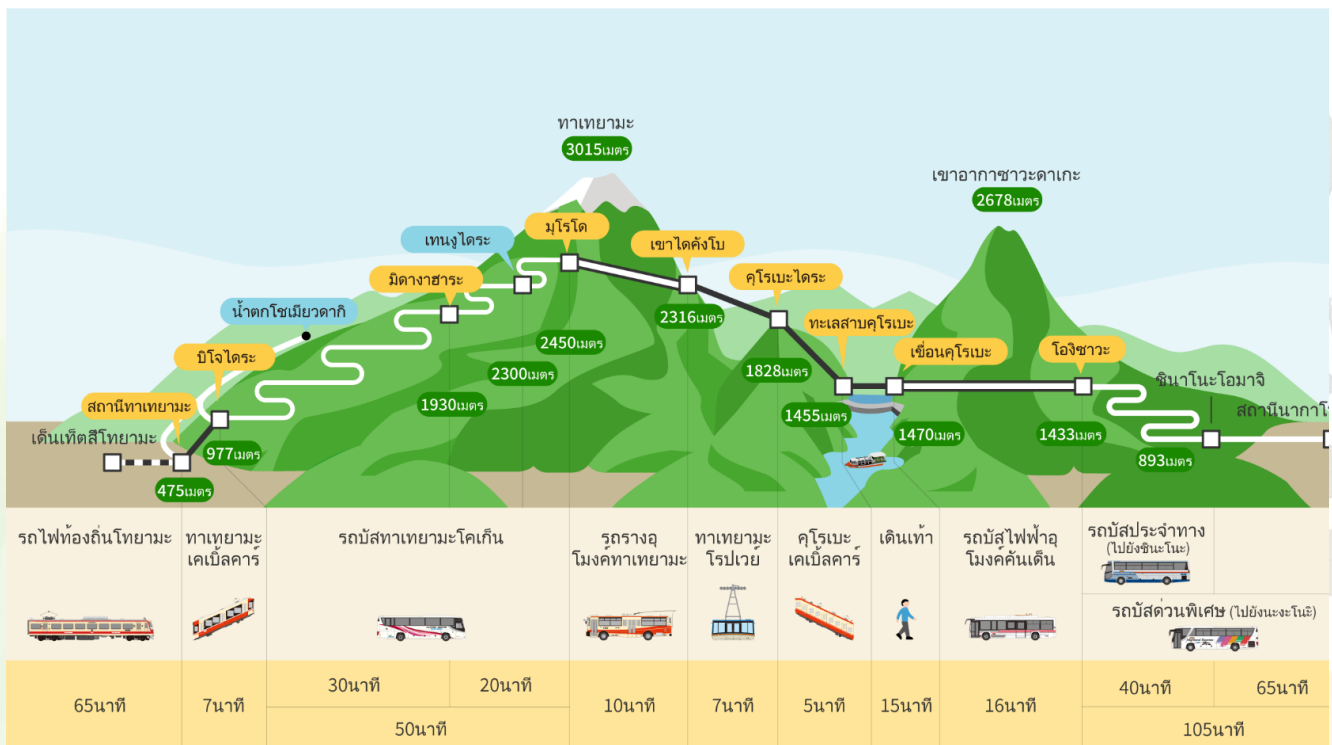 ทาเทยามะ
3015เมตร
เขาอากาซาวะดาเกะ
2678เมตร
มุโรโด
เทนงูไดระ
เขาไดคังโบ
มิดางาฮาระ
คุโรเบะไดระ
น้ำตกโชเมียวดากิ
2316เมตร
ทะเลสาบคุโรเบะ
2450เมตร
บิโจไดระ
เขื่อนคุโรเบะ
โองิซาวะ
1828เมตร
2300เมตร
ชินาโนะโอมาจิ
1930เมตร
สถานีทาเทยามะ
สถานีนากาโ
1455เมตร
1470เมตร
1433เมตร
เด็นเท็ตสึโทยามะ
977เมตร
893เมตร
475เมตร
รถไฟท้องถิ่นโทยามะ
ทาเทยามะ
เคเบิ้ลคาร์
รถบัสทาเทยามะโคเก็น
รถรางอุ
โมงค์ทาเทยามะ
ทาเทยามะ
โรปเวย์
คุโรเบะ
เคเบิ้ลคาร์
เดินเท้า
รถบัสไฟฟ้าอุ
โมงค์คันเด็น
รถบัสประจำทาง
(ไปยังชินะโนะ)
รถบัสด่วนพิเศษ (ไปยังนะงะโนะ)
65นาที
7นาที
30นาที
20นาที
50นาที
10นาที
7นาที
5นาที
15นาที
16นาที
40นาที
65นาที
105นาที